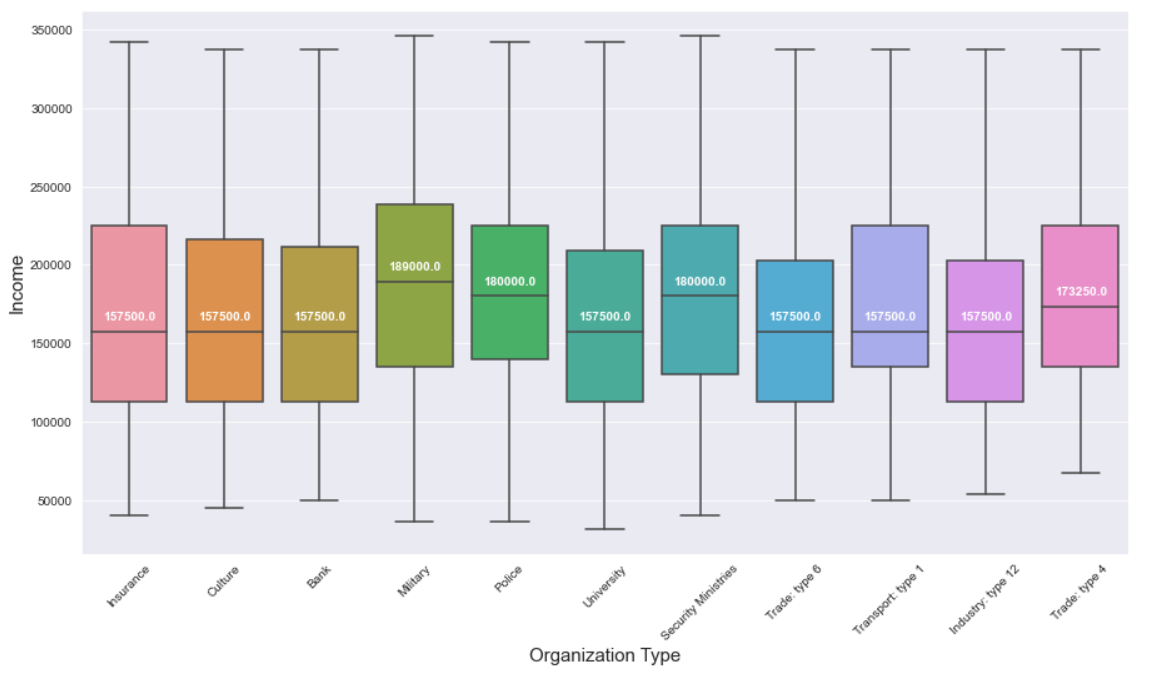 350000
300000
250000
200000
150000
100000
50000
Income
157500.0
157500.0
157500.0
189000.0
180000.0
157500.0
180000.0
157500.0
157500.0
157500.0
173250.0
Insurance
Culture
Bank
Military
Police
University
Security Ministries
Trade: type 6
Transport: type 1
Industry: type 12
Trade: type 4
Organization Type